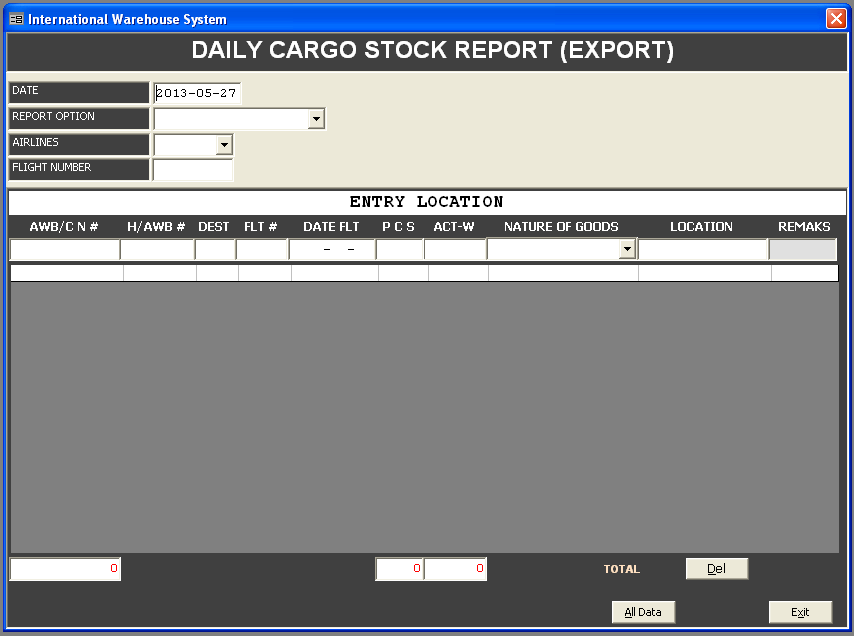 International Warehouse System
DAILY CARGO STOCK REPORT (EXPORT)
DATE 2013-05-27
REPORT OPTION
AIRLINES
FLIGHT NUMBER
ENTRY LOCATION
AWB/C N # H/AWB # DEST FLT # DATE FLT P C S ACT-W NATURE OF GOODS LOCATION REMAKS
- -
0 0 0 TOTAL Del
All Data Exit